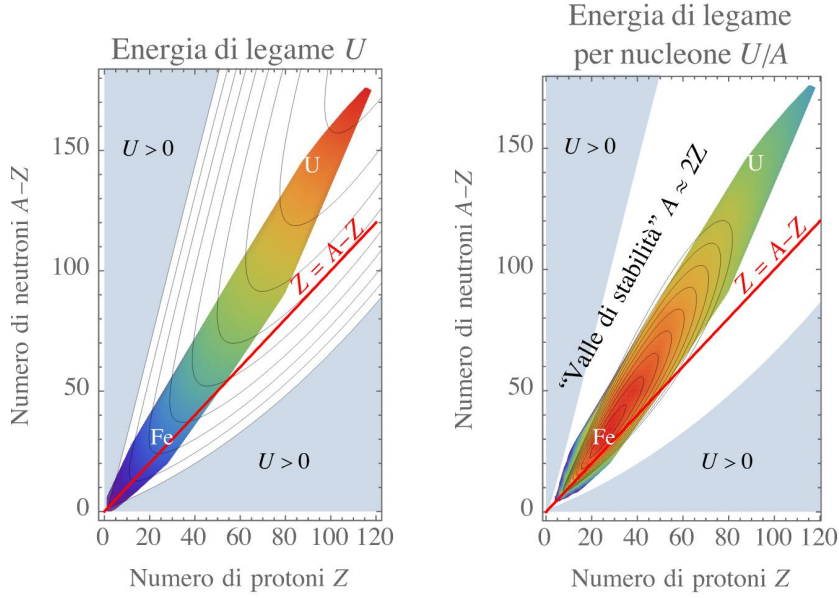 Energia di legame U
U > 0
U
Z = A–Z
Fe
U > 0
150
100
50
0
0 20 40 60 80 100 120
Numero di neutroni A–Z
Numero di protoni Z
Energia di legame
per nucleone U/A
U > 0
U
“Valle di stabilità” A ≈ 2Z
Z = A–Z
Fe
U > 0
150
100
50
0
0 20 40 60 80 100 120
Numero di neutroni A–Z
Numero di protoni Z